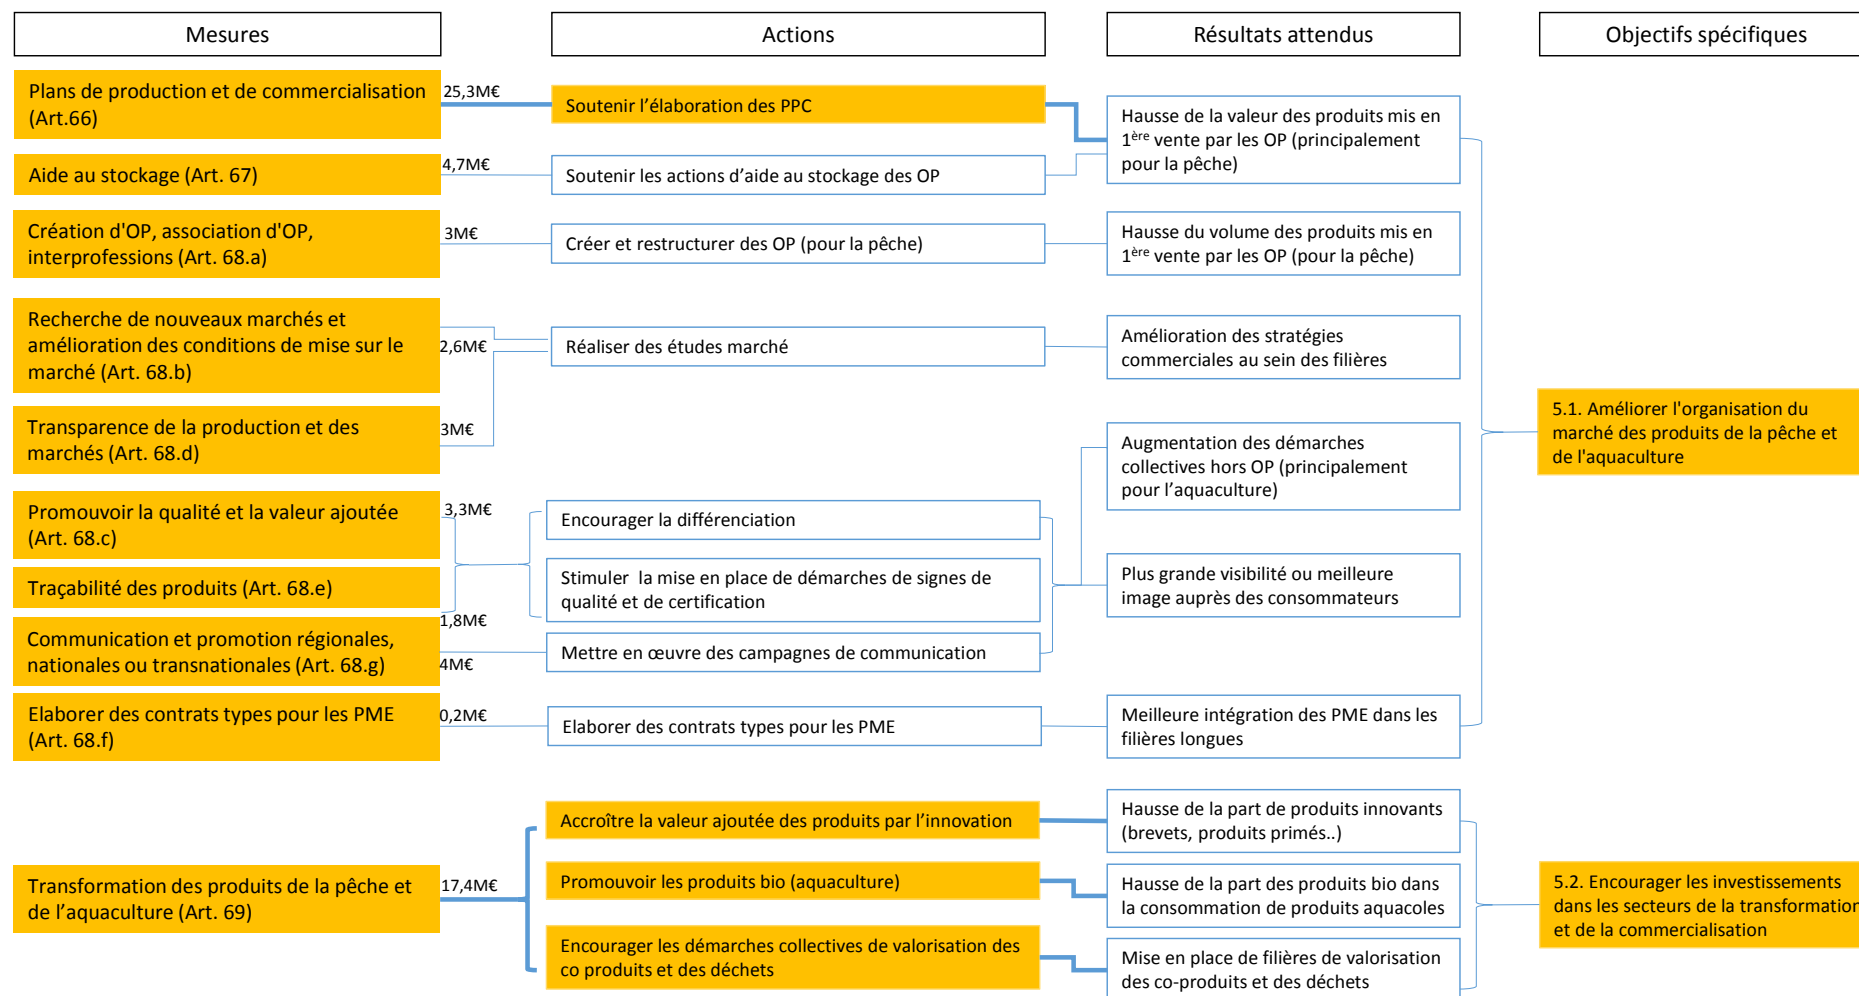 Mesures
Actions
Résultats attendus
Objectifs spécifiques
Plans de production et de commercialisation
(Art.66)
25,3M€
Soutenir l’élaboration des PPC
Hausse de la valeur des produits mis en
1ère vente par les OP (principalement
pour la pêche)
Aide au stockage (Art. 67)
4,7M€
Soutenir les actions d’aide au stockage des OP
Création d'OP, association d'OP,
interprofessions (Art. 68.a)
3M€
Créer et restructurer des OP (pour la pêche)
Hausse du volume des produits mis en
1ère vente par les OP (pour la pêche)
Recherche de nouveaux marchés et
amélioration des conditions de mise sur le
marché (Art. 68.b)
2,6M€
Réaliser des études marché
Amélioration des stratégies
commerciales au sein des filières
Transparence de la production et des
marchés (Art. 68.d)
3M€
Augmentation des démarches
collectives hors OP (principalement
pour l’aquaculture)
5.1. Améliorer l'organisation du
marché des produits de la pêche et
de l'aquaculture
Promouvoir la qualité et la valeur ajoutée
(Art. 68.c)
3,3M€
Encourager la différenciation
Traçabilité des produits (Art. 68.e)
1,8M€
Stimuler  la mise en place de démarches de signes de
qualité et de certification
Plus grande visibilité ou meilleure
image auprès des consommateurs
Communication et promotion régionales,
nationales ou transnationales (Art. 68.g)
4M€
Mettre en œuvre des campagnes de communication
Elaborer des contrats types pour les PME
(Art. 68.f)
0,2M€
Elaborer des contrats types pour les PME
Meilleure intégration des PME dans les
filières longues
Transformation des produits de la pêche et
de l’aquaculture (Art. 69)
17,4M€
Accroître la valeur ajoutée des produits par l’innovation
Hausse de la part de produits innovants
(brevets, produits primés..)
Promouvoir les produits bio (aquaculture)
Hausse de la part des produits bio dans
la consommation de produits aquacoles
Encourager les démarches collectives de valorisation des
co produits et des déchets
Mise en place de filières de valorisation
des co-produits et des déchets
5.2. Encourager les investissements
dans les secteurs de la transformation
et de la commercialisation